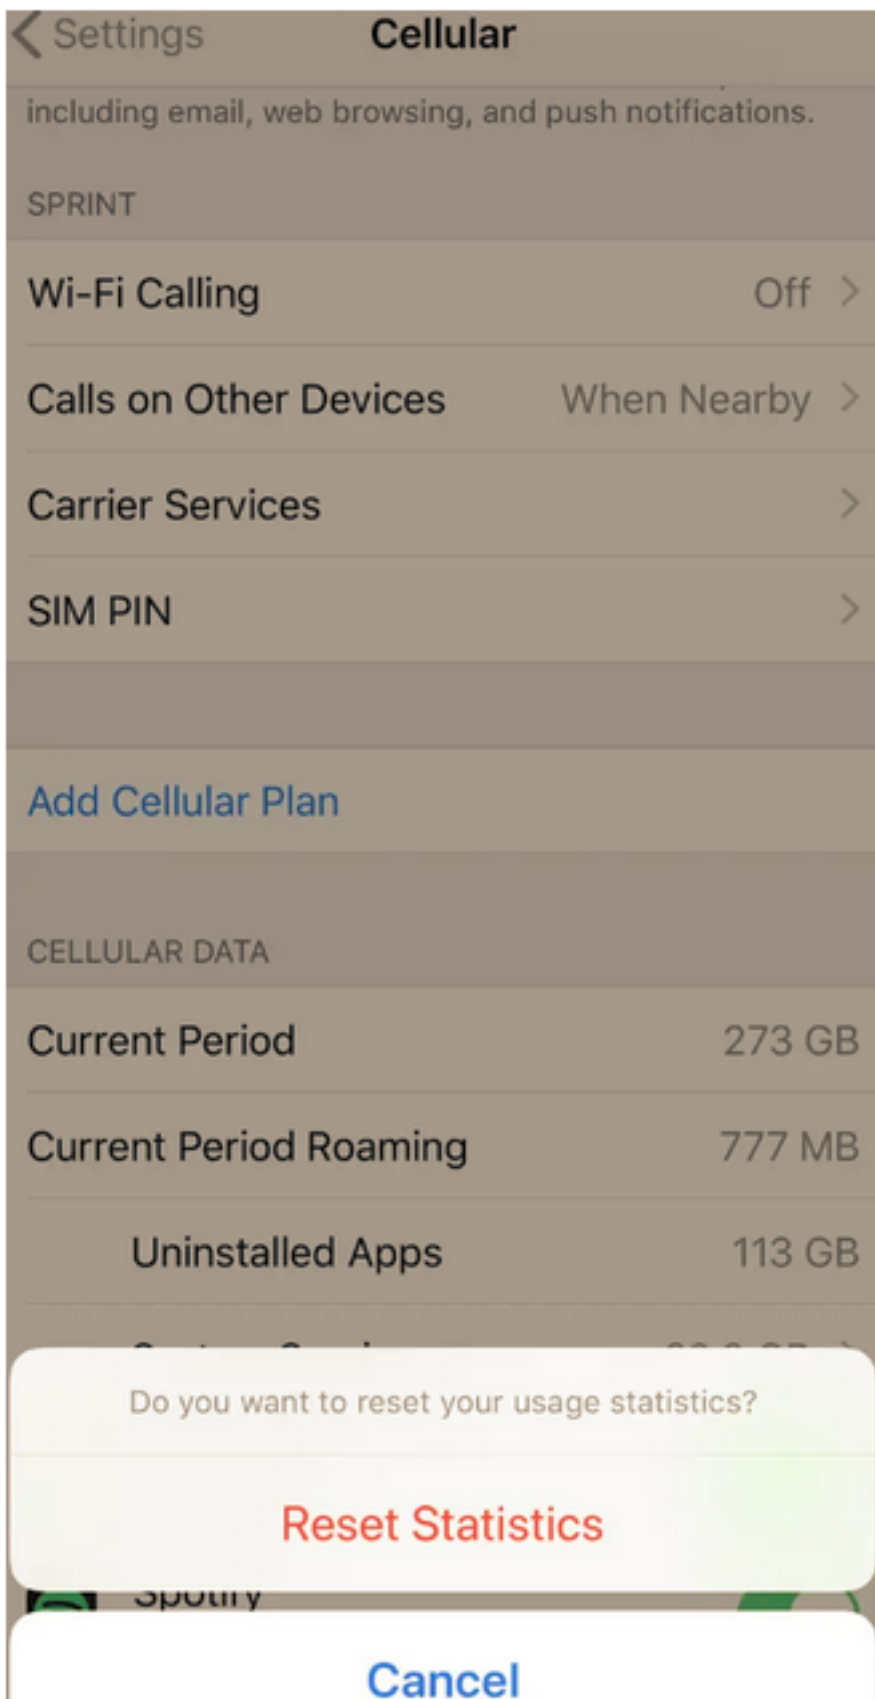 Settings
Cellular
including email, web browsing, and push notifications.
SPRINT
Wi-Fi Calling Off
Calls on Other Devices When Nearby
Carrier Services
SIM PIN
Add Cellular Plan
CELLULAR DATA
Current Period 273 GB
Current Period Roaming 777 MB
Uninstalled Apps 113 GB
Do you want to reset your usage statistics?
Reset Statistics
Spotify
Cancel